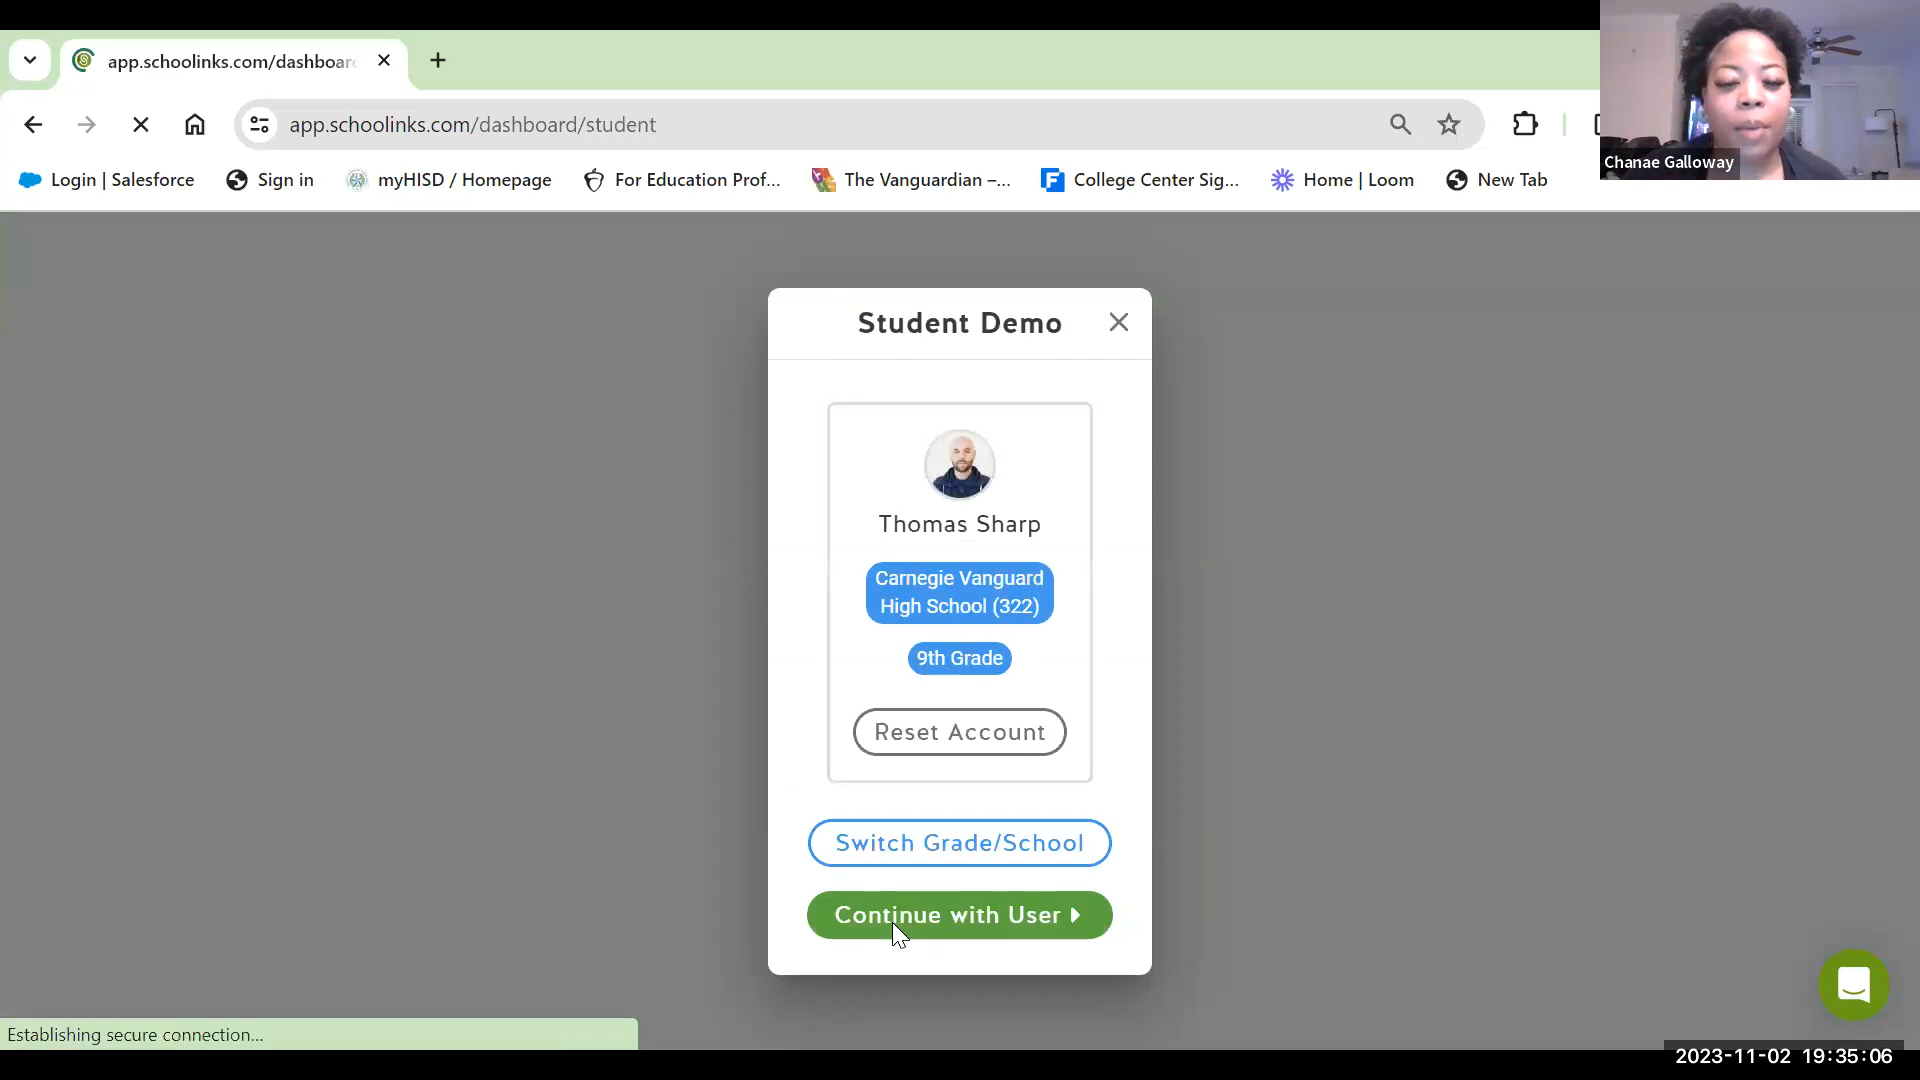 app.schoolinks.com/dashboar
app.schoolinks.com/dashboard/student
Login | Salesforce
Sign in
myHISD / Homepage
For Education Prof...
The Vanguardian –...
College Center Sig...
Home | Loom
New Tab
Chanae Galloway
Student Demo
Thomas Sharp
Carnegie Vanguard
High School (322)
9th Grade
Reset Account
Switch Grade/School
Continue with User
Establishing secure connection...
2023-11-02 19:35:06